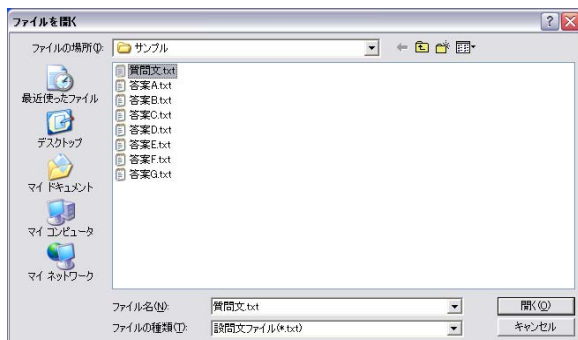 ファイルを開く
ファイルの場所(I):
サンプル
質問文.txt
答案A.txt
答案B.txt
答案C.txt
答案D.txt
答案E.txt
答案F.txt
答案G.txt
最近使ったファイル
デスクトップ
マイ ドキュメント
マイ コンピュータ
マイ ネットワーク
ファイル名(N):
質問文.txt
開く(O)
ファイルの種類(T):
設問文ファイル(*.txt)
キャンセル